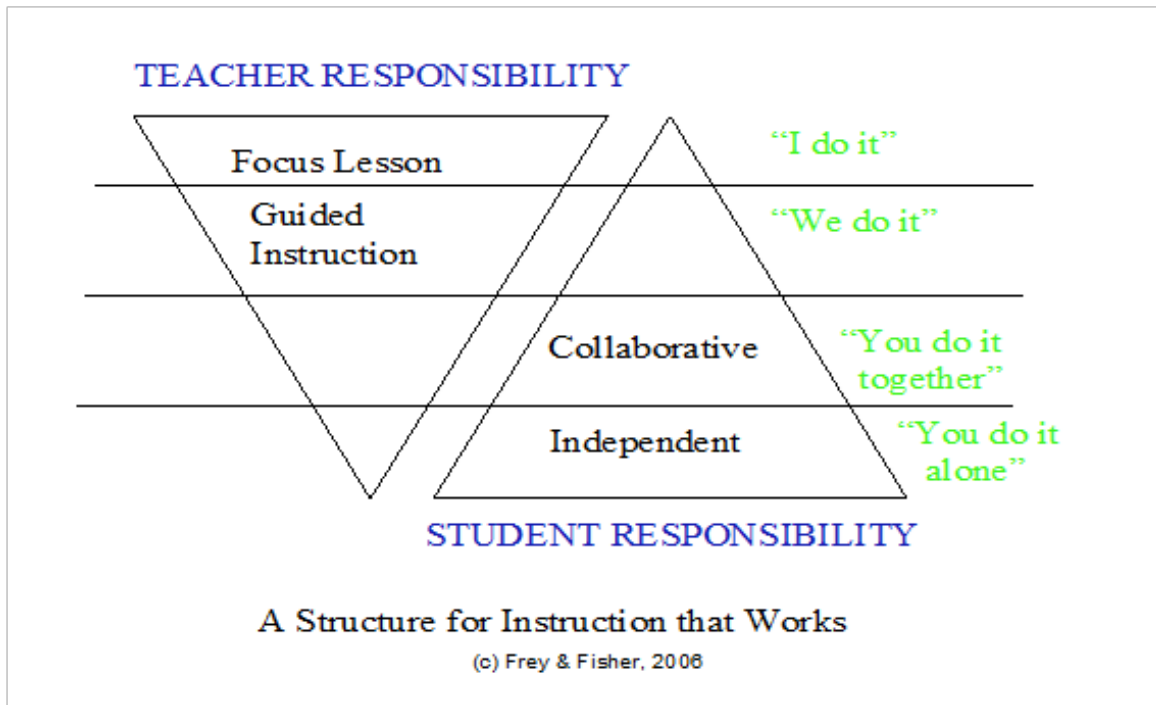 TEACHER RESPONSIBILITY
Focus Lesson
“I do it”
Guided
Instruction
“We do it”
Collaborative
“You do it
together”
Independent
“You do it
alone”
STUDENT RESPONSIBILITY
A Structure for Instruction that Works
(c) Frey & Fisher, 2006